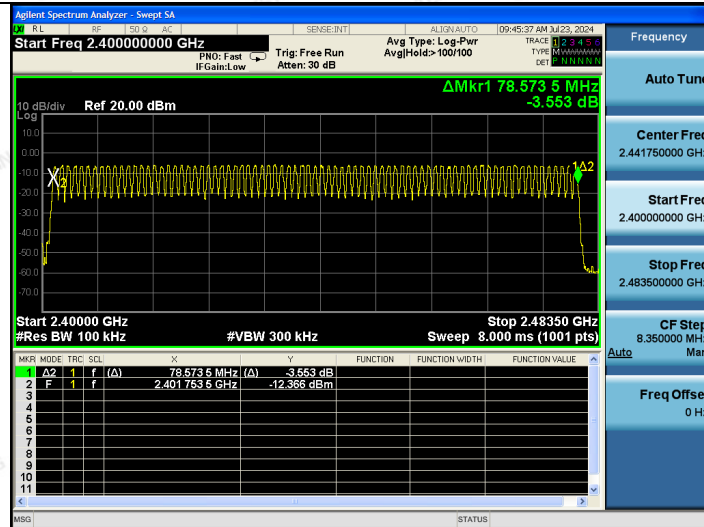 Agilent Spectrum Analyzer - Swept SA
LXI RL RF 50 Ω AC SENSE:INT ALIGN AUTO 09:45:37 AM Jul 23, 2024
Start Freq 2.400000000 GHz
PNO: Fast
IFGain:Low
Trig: Free Run
Atten: 30 dB
Avg Type: Log-Pwr
Avg|Hold:>100/100
TRACE 1 2 3 4 5 6
TYPE M
DET P N N N N N
ΔMkr1 78.573 5 MHz
-3.553 dB
10 dB/div Ref 20.00 dBm
Log
10.0
0.00
-10.0
-20.0
-30.0
-40.0
-50.0
-60.0
-70.0
2
1Δ2
Start 2.40000 GHz Stop 2.48350 GHz
#Res BW 100 kHz #VBW 300 kHz Sweep 8.000 ms (1001 pts)
MKR MODE TRC SCL X Y FUNCTION FUNCTION WIDTH FUNCTION VALUE
1 Δ2 1 f (Δ) 78.573 5 MHz (Δ) -3.553 dB
2 F 1 f 2.401 753 5 GHz -12.366 dBm
3
4
5
6
7
8
9
10
11
MSG STATUS
Frequency
Auto Tune
Center Freq
2.441750000 GHz
Start Freq
2.400000000 GHz
Stop Freq
2.483500000 GHz
CF Step
8.350000 MHz
Auto Man
Freq Offset
0 Hz